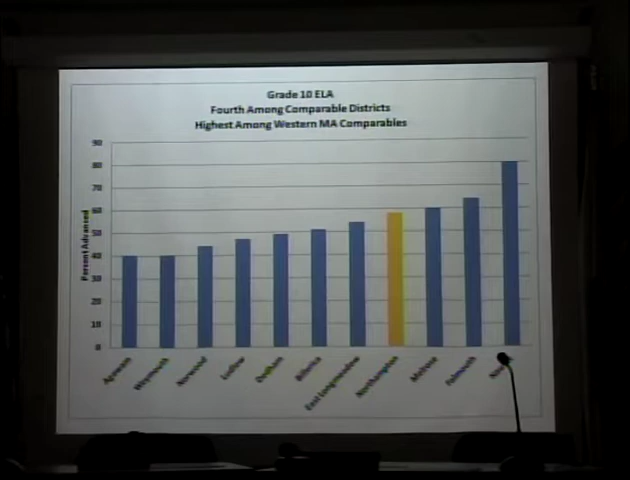 Grade 10 ELA
Fourth Among Comparable Districts
Highest Among Western MA Comparables
Percent Advanced
90
80
70
60
50
40
30
20
10
0
Agawam
Weymouth
Norwood
Ludlow
Dedham
Billerica
East Longmeadow
Northampton
Melrose
Falmouth